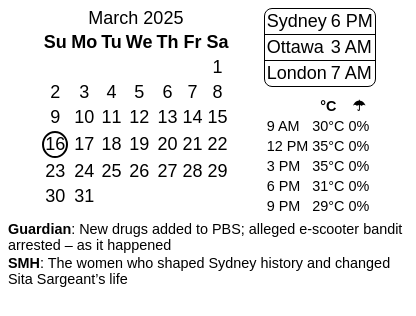 March 2025
Su Mo Tu We Th Fr Sa
1
2 3 4 5 6 7 8
9 10 11 12 13 14 15
16 17 18 19 20 21 22
23 24 25 26 27 28 29
30 31
Sydney 6 PM
Ottawa 3 AM
London 7 AM
°C ☂
9 AM 30°C 0%
12 PM 35°C 0%
3 PM 35°C 0%
6 PM 31°C 0%
9 PM 29°C 0%
Guardian: New drugs added to PBS; alleged e-scooter bandit
arrested – as it happened
SMH: The women who shaped Sydney history and changed
Sita Sargeant’s life